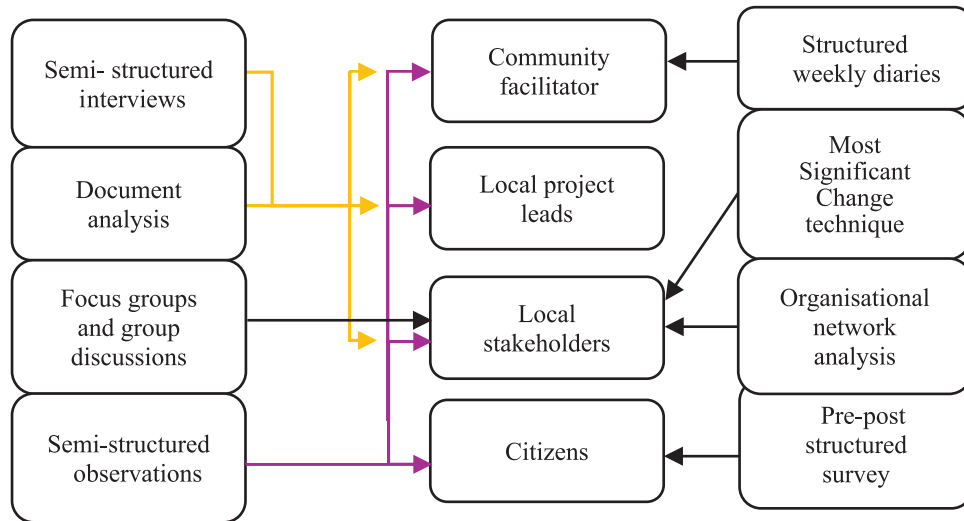 Semi- structured
interviews
Document
analysis
Focus groups
and group
discussions
Semi-structured
observations
Community
facilitator
Local project
leads
Local
stakeholders
Citizens
Structured
weekly diaries
Most
Significant
Change
technique
Organisational
network
analysis
Pre-post
structured
survey